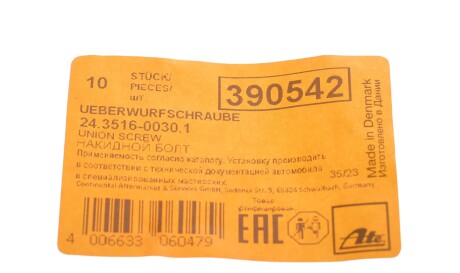 10 STÜCK/
PIECES/
шт.
390542
UEBERWURFSCHRAUBE
24.3516-0030.1
UNION SCREW
НАКИДНОЙ БОЛТ
Применяемость согласно каталогу. Установку производить
в соответствии с технической документацией автомобиля
в специализированных мастерских.
Continental Aftermarket & Services GmbH, Sodener Str. 9, 65824 Schwalbach, Germany
35/23
Made in Denmark
Изготовлено в Дании
Товар
4 006633 060479
EAC
Ate